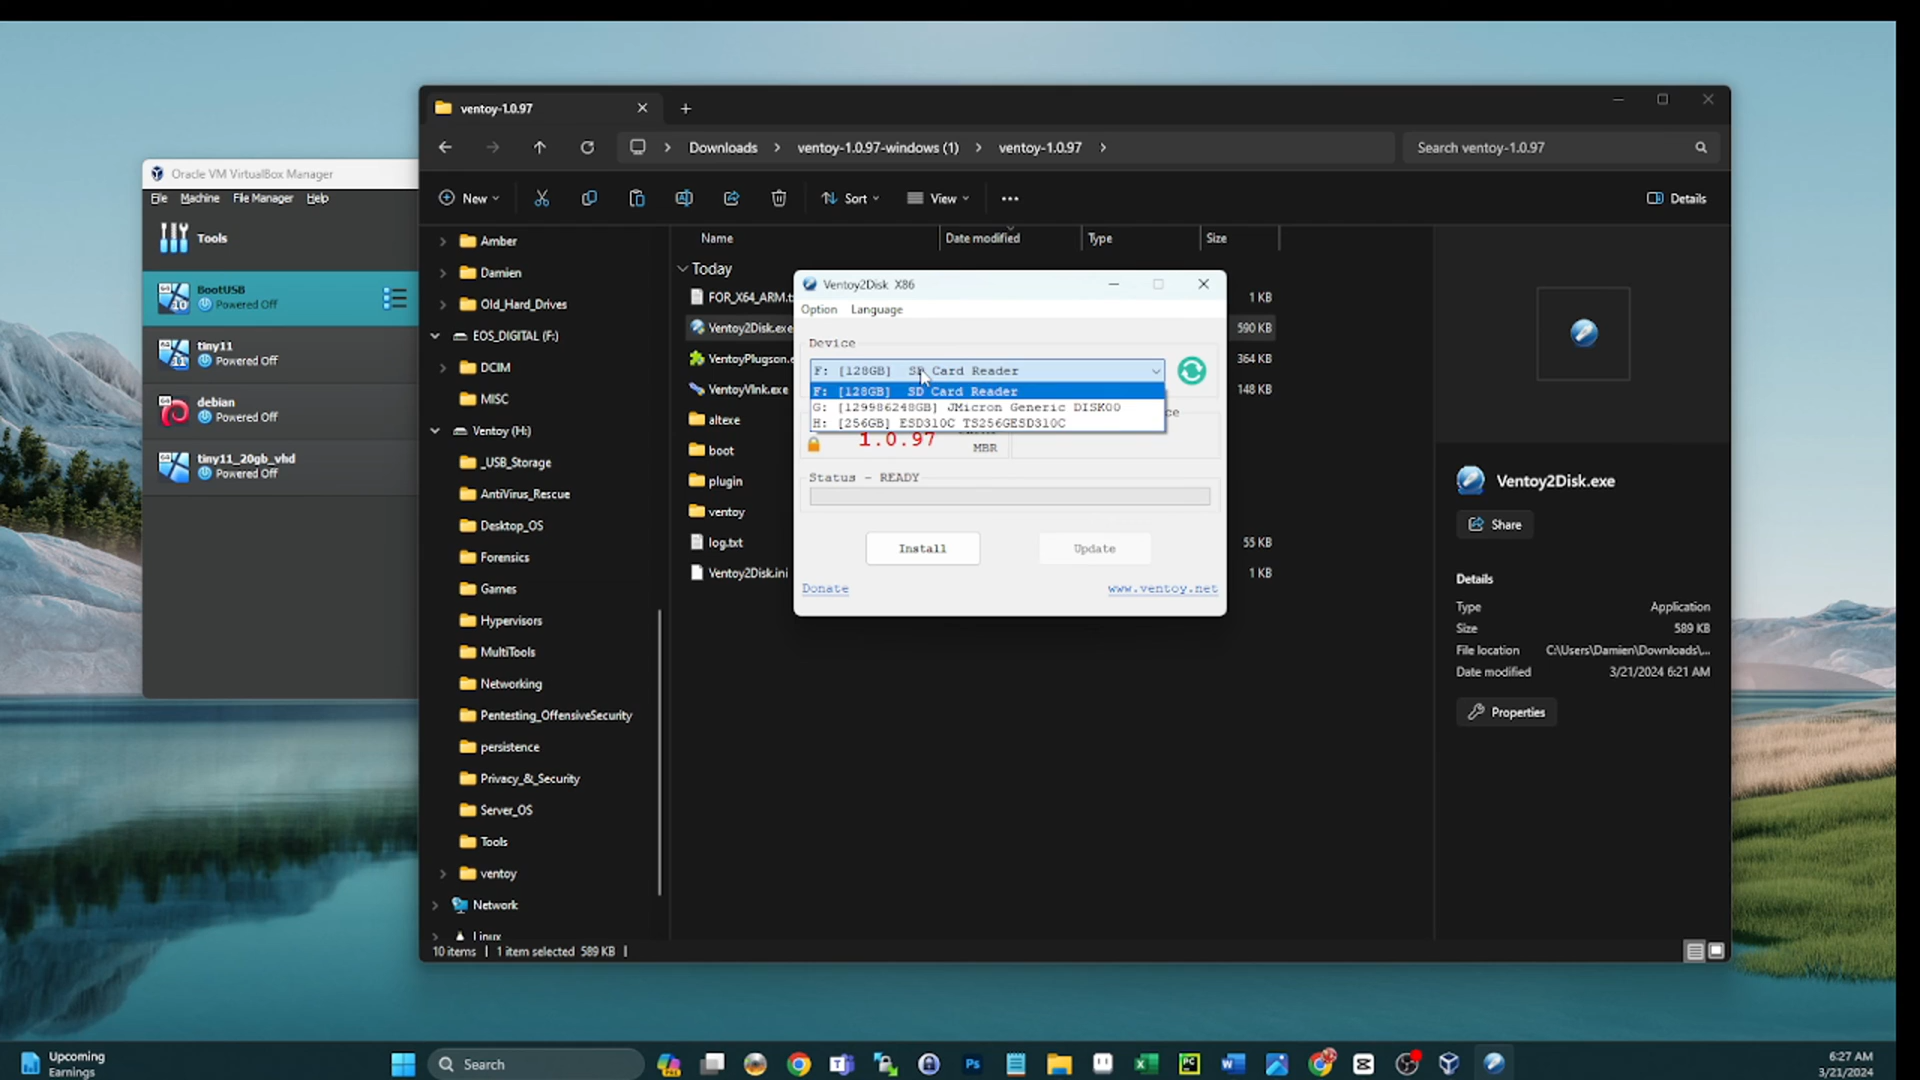 ventoy-1.0.97
Downloads
ventoy-1.0.97-windows (1)
ventoy-1.0.97
Search ventoy-1.0.97
New
Sort
View
Details
Oracle VM VirtualBox Manager
File
Machine
File Manager
Help
Tools
BootUSB
Powered Off
tiny11
Powered Off
debian
Powered Off
tiny11_20gb_vhd
Powered Off
Amber
Damien
Old_Hard_Drives
EOS_DIGITAL (F:)
DCIM
MISC
Ventoy (H:)
_USB_Storage
AntiVirus_Rescue
Desktop_OS
Forensics
Games
Hypervisors
MultiTools
Networking
Pentesting_OffensiveSecurity
persistence
Privacy_&_Security
Server_OS
Tools
ventoy
Network
Linux
Name
Date modified
Type
Size
Today
FOR_X64_ARM.t
1 KB
Ventoy2Disk.exe
590 KB
VentoyPlugson.e
364 KB
VentoyVlnk.exe
148 KB
altexe
boot
plugin
ventoy
log.txt
55 KB
Ventoy2Disk.ini
1 KB
Ventoy2Disk X86
Option
Language
Device
F: [128GB] SD Card Reader
F: [128GB] SD Card Reader
G: [129986248GB] JMicron Generic DISK00
H: [256GB] ESD310C TS256GESD310C
1.0.97
MBR
Status - READY
Install
Update
Donate
www.ventoy.net
Ventoy2Disk.exe
Share
Details
Type
Application
Size
589 KB
File location
C:\Users\Damien\Downloads\...
Date modified
3/21/2024 6:21 AM
Properties
10 items
1 item selected 589 KB
Upcoming
Earnings
Search
6:27 AM
3/21/2024